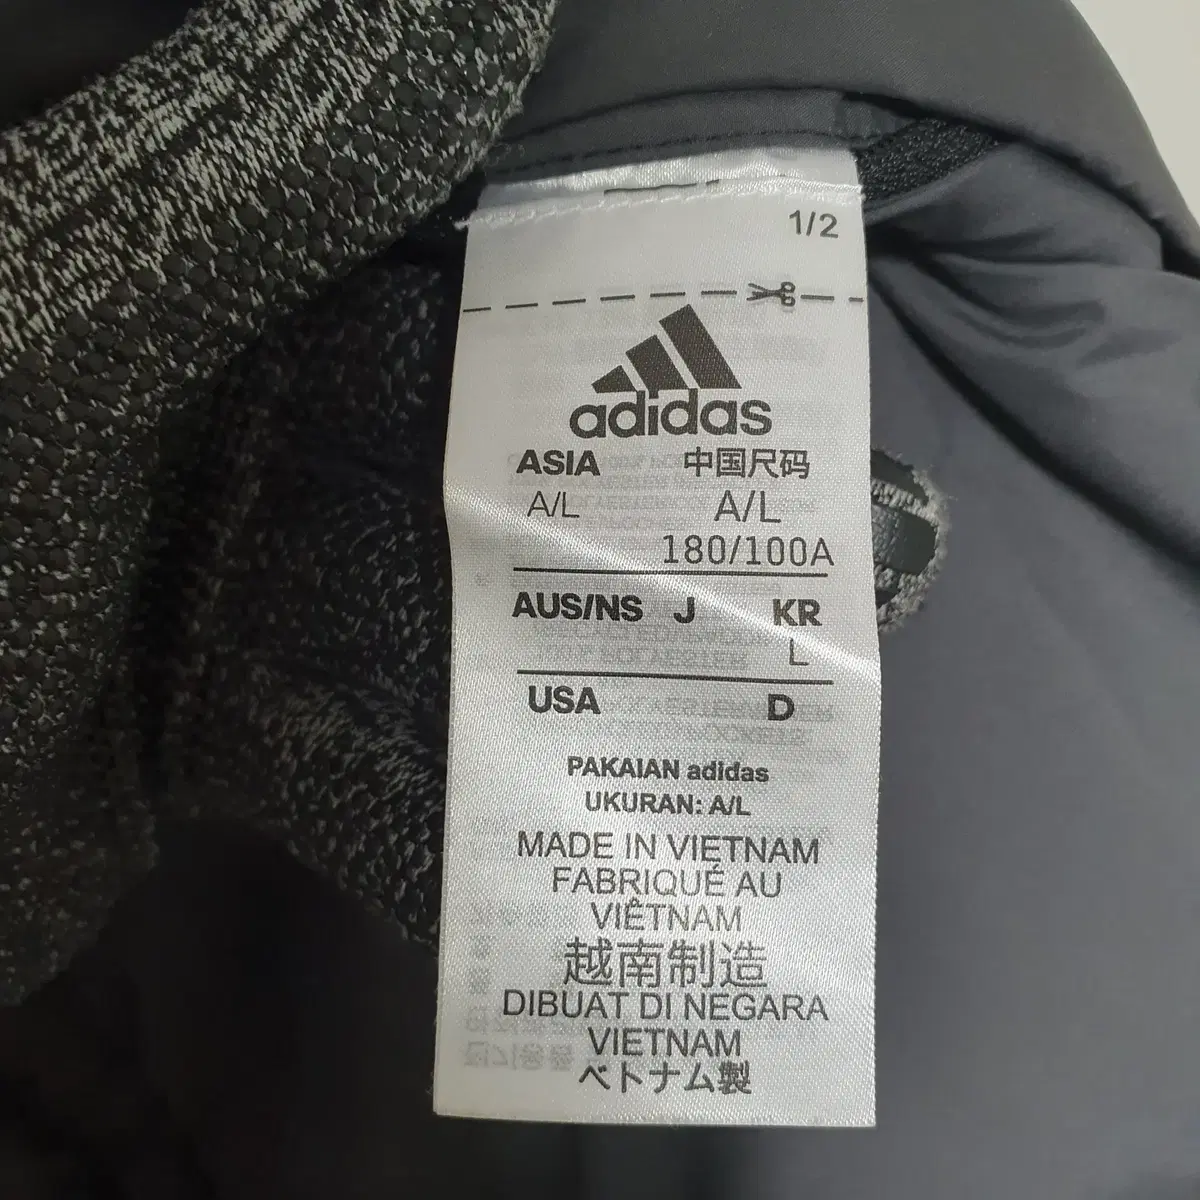 1/2
adidas
ASIA 中国尺码
A/L A/L
180/100A
AUS/NS J KR
L
USA D
PAKAIAN adidas
UKURAN: A/L
MADE IN VIETNAM
FABRIQUÉ AU
VIÊTNAM
越南制造
DIBUAT DI NEGARA
VIETNAM
ベトナム製